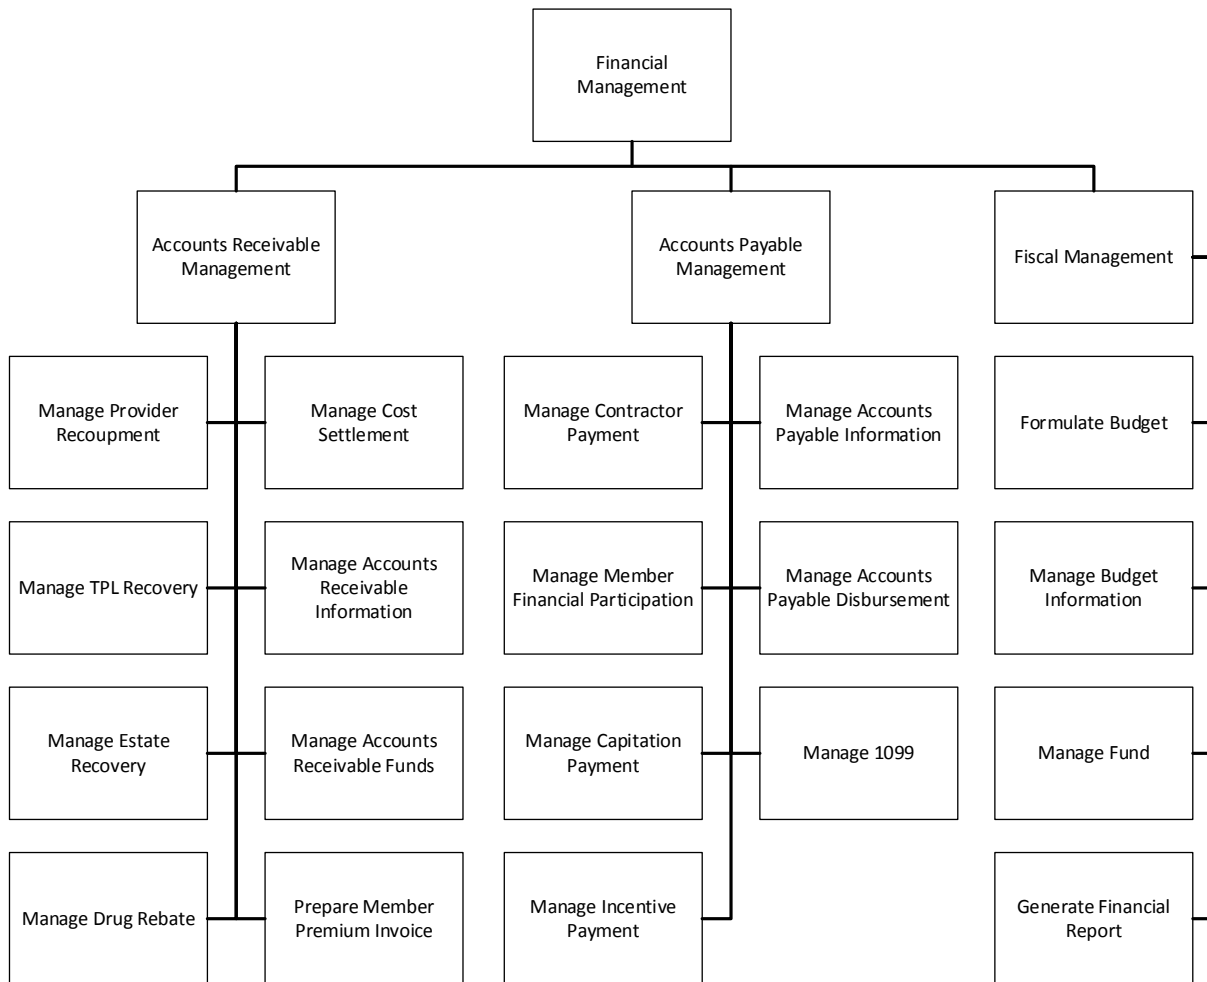 Financial
Management
Accounts Receivable
Management
Accounts Payable
Management
Fiscal Management
Manage Provider
Recoupment
Manage Cost
Settlement
Manage Contractor
Payment
Manage Accounts
Payable Information
Formulate Budget
Manage TPL Recovery
Manage Accounts
Receivable
Information
Manage Member
Financial Participation
Manage Accounts
Payable Disbursement
Manage Budget
Information
Manage Estate
Recovery
Manage Accounts
Receivable Funds
Manage Capitation
Payment
Manage 1099
Manage Fund
Manage Drug Rebate
Prepare Member
Premium Invoice
Manage Incentive
Payment
Generate Financial
Report